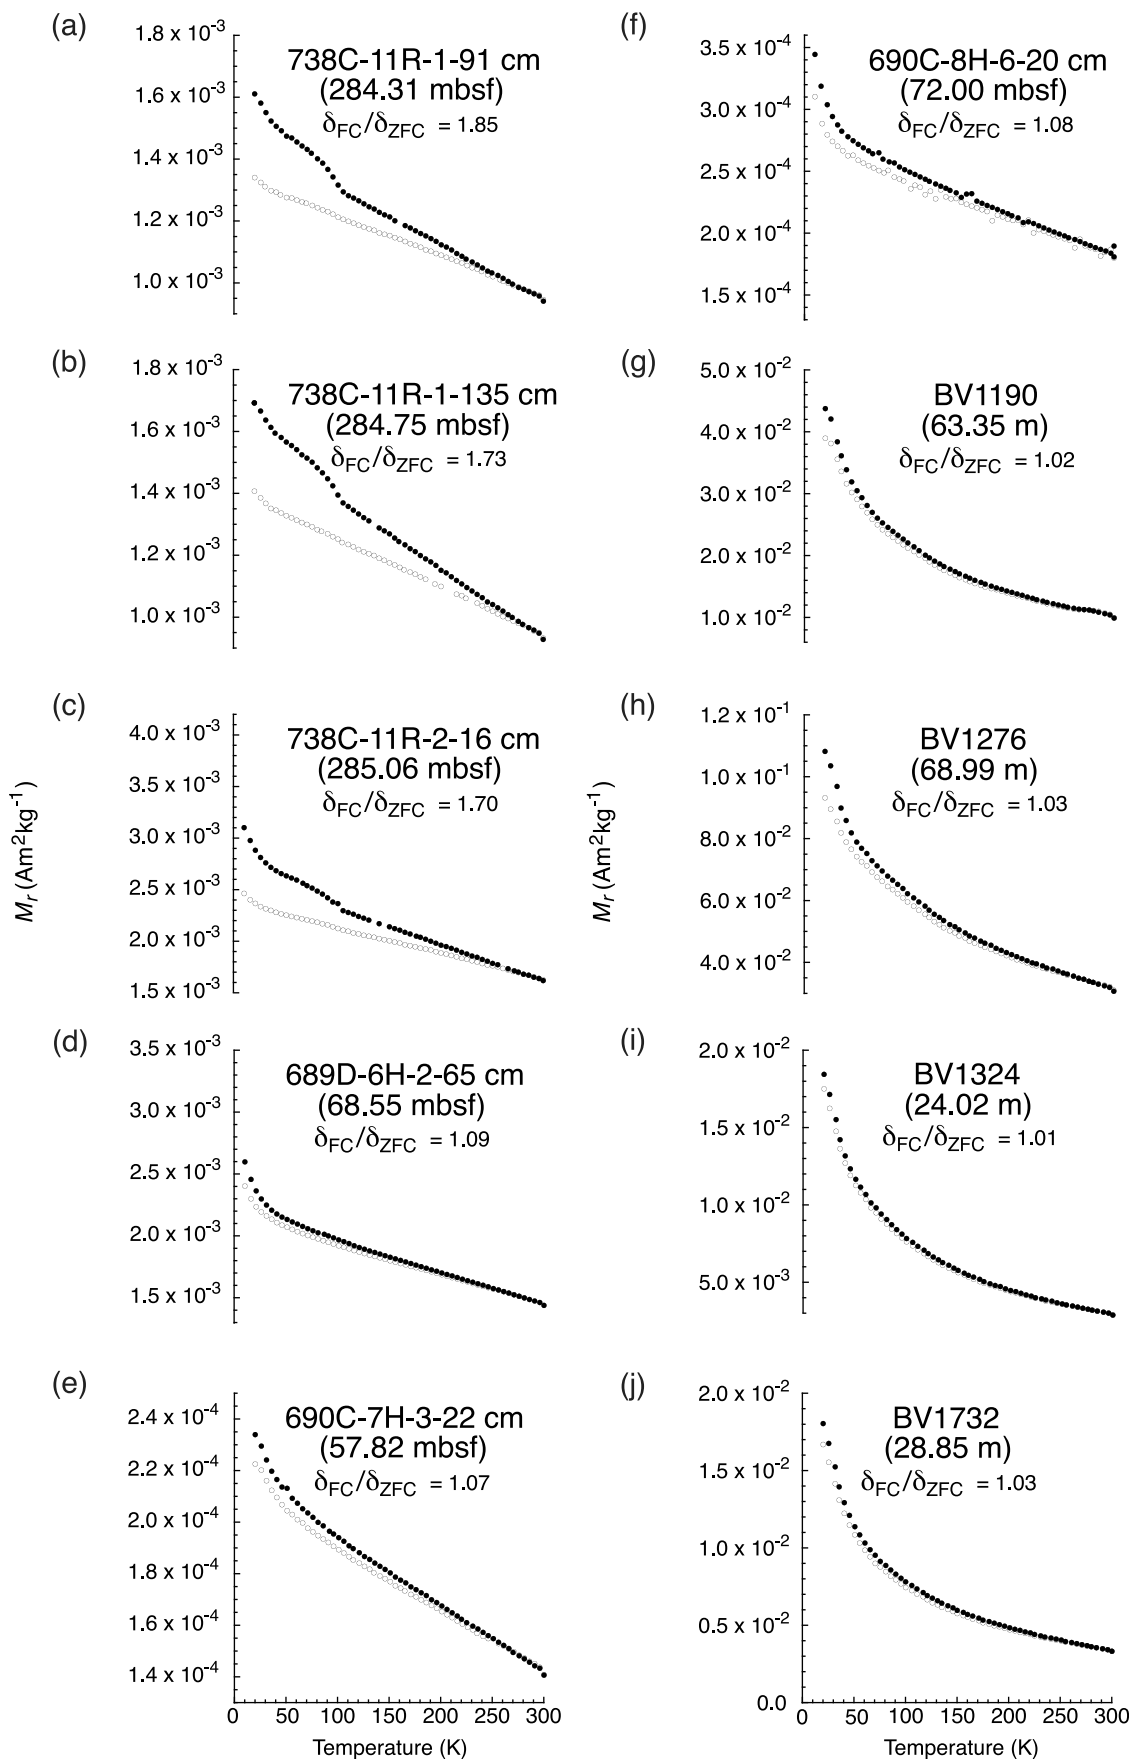 (a)
738C-11R-1-91 cm
(284.31 mbsf)
δFC/δZFC = 1.85
1.8 x 10-3
1.6 x 10-3
1.4 x 10-3
1.2 x 10-3
1.0 x 10-3
(b)
738C-11R-1-135 cm
(284.75 mbsf)
δFC/δZFC = 1.73
1.8 x 10-3
1.6 x 10-3
1.4 x 10-3
1.2 x 10-3
1.0 x 10-3
(c)
738C-11R-2-16 cm
(285.06 mbsf)
δFC/δZFC = 1.70
4.0 x 10-3
3.5 x 10-3
3.0 x 10-3
2.5 x 10-3
2.0 x 10-3
1.5 x 10-3
Mr (Am2kg-1)
(d)
689D-6H-2-65 cm
(68.55 mbsf)
δFC/δZFC = 1.09
3.5 x 10-3
3.0 x 10-3
2.5 x 10-3
2.0 x 10-3
1.5 x 10-3
(e)
690C-7H-3-22 cm
(57.82 mbsf)
δFC/δZFC = 1.07
2.4 x 10-4
2.2 x 10-4
2.0 x 10-4
1.8 x 10-4
1.6 x 10-4
1.4 x 10-4
0 50 100 150 200 250 300
Temperature (K)
(f)
690C-8H-6-20 cm
(72.00 mbsf)
δFC/δZFC = 1.08
3.5 x 10-4
3.0 x 10-4
2.5 x 10-4
2.0 x 10-4
1.5 x 10-4
(g)
BV1190
(63.35 m)
δFC/δZFC = 1.02
5.0 x 10-2
4.0 x 10-2
3.0 x 10-2
2.0 x 10-2
1.0 x 10-2
(h)
BV1276
(68.99 m)
δFC/δZFC = 1.03
1.2 x 10-1
1.0 x 10-1
8.0 x 10-2
6.0 x 10-2
4.0 x 10-2
Mr (Am2kg-1)
(i)
BV1324
(24.02 m)
δFC/δZFC = 1.01
2.0 x 10-2
1.5 x 10-2
1.0 x 10-2
5.0 x 10-3
(j)
BV1732
(28.85 m)
δFC/δZFC = 1.03
2.0 x 10-2
1.5 x 10-2
1.0 x 10-2
0.5 x 10-2
0.0
0 50 100 150 200 250 300
Temperature (K)